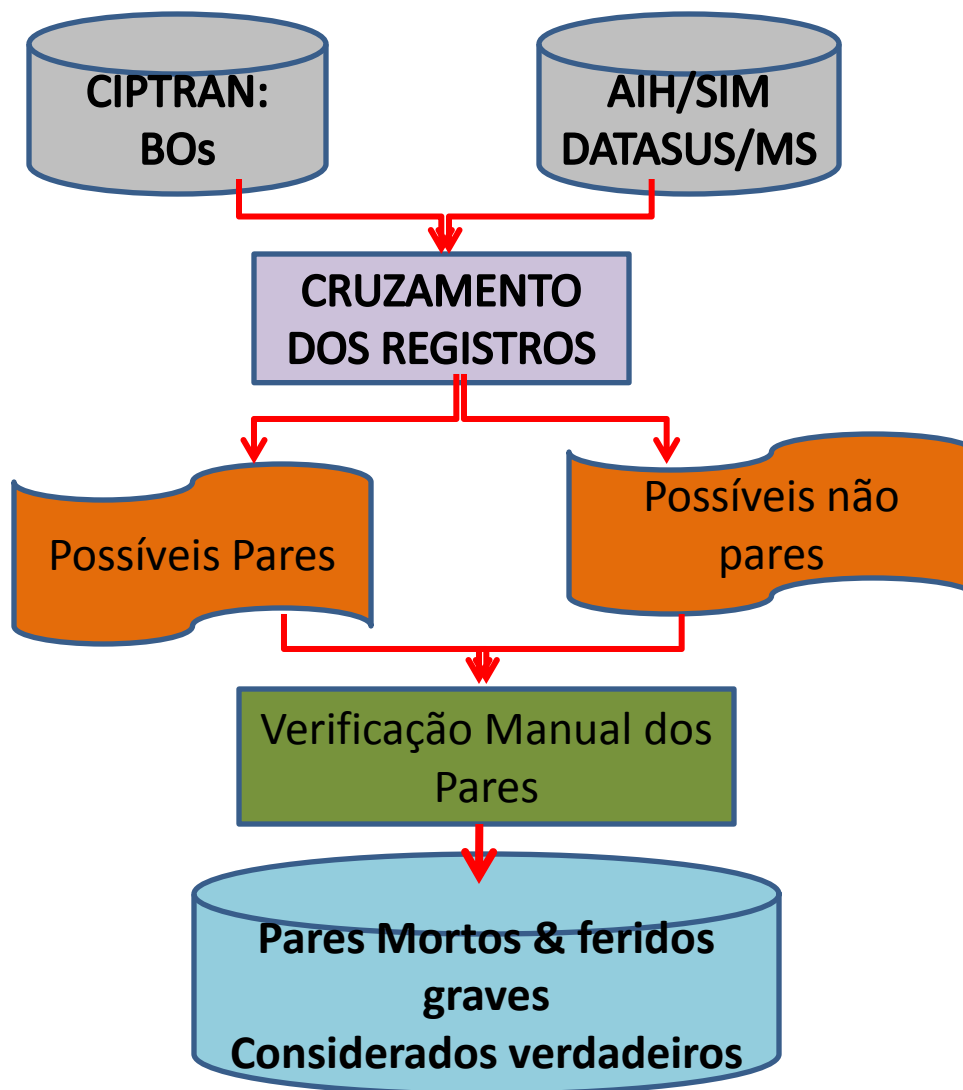 CIPTRAN:
BOs
AIH/SIM
DATASUS/MS
CRUZAMENTO
DOS REGISTROS
Possíveis Pares
Possíveis não
pares
Verificação Manual dos
Pares
Pares Mortos & feridos
graves
Considerados verdadeiros